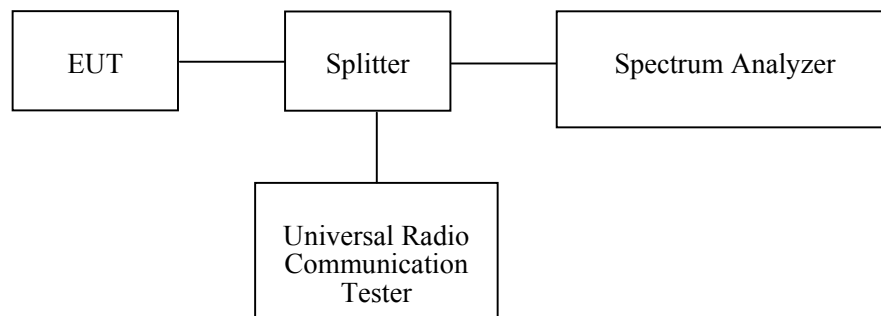 EUT
Splitter
Spectrum Analyzer
Universal Radio
Communication
Tester